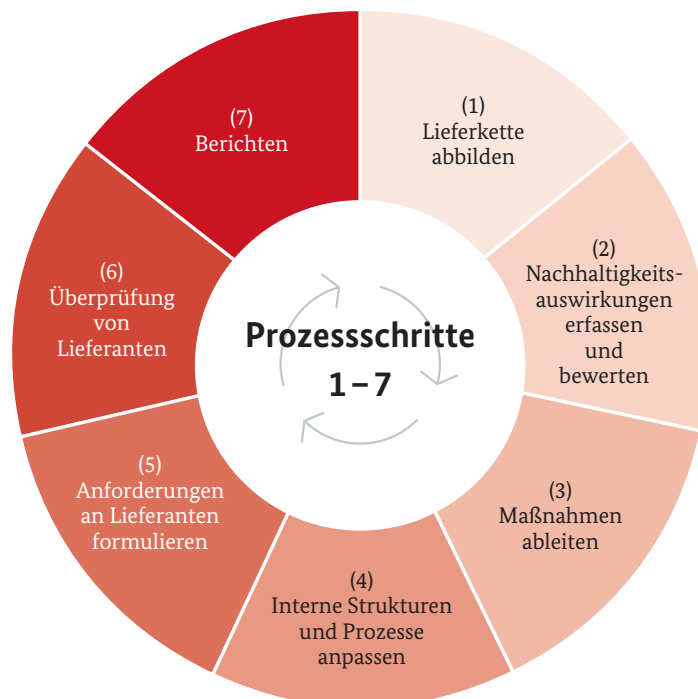 (1)
Lieferkette
abbilden
(2)
Nachhaltigkeits-
auswirkungen
erfassen
und
bewerten
(3)
Maßnahmen
ableiten
(4)
Interne Strukturen
und Prozesse
anpassen
(5)
Anforderungen
an Lieferanten
formulieren
(6)
Überprüfung
von
Lieferanten
(7)
Berichten
Prozessschritte
1–7